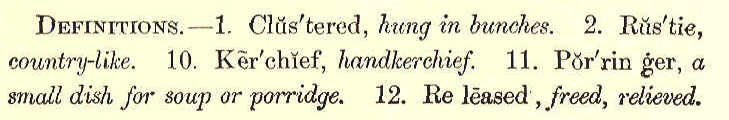 DEFINITIONS.—1. Clŭs'tered, hung in bunches. 2. Rŭs'tie,
country-like. 10. Kẽr'chĭef, handkerchief. 11. Pŏr'rin ġer, a
small dish for soup or porridge. 12. Re lēased', freed, relieved.